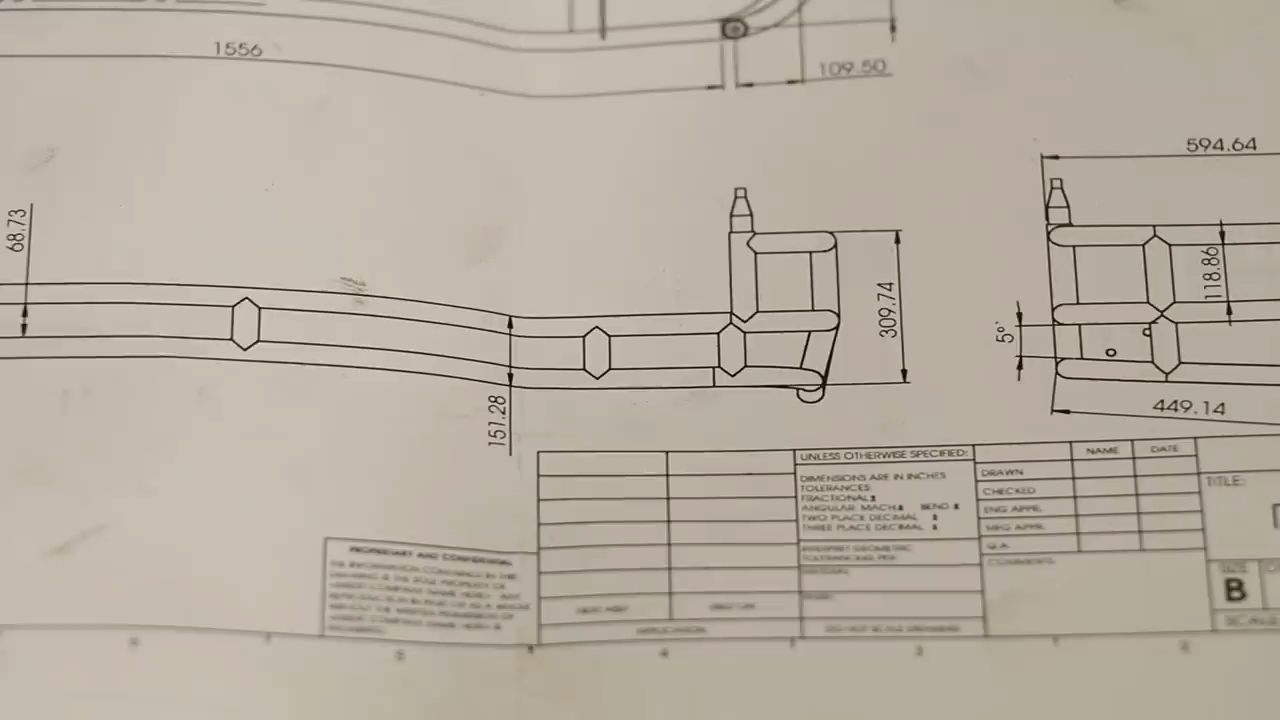 1556
109.50
594.64
68.73
118.86
309.74
5°
151.28
449.14
UNLESS OTHERWISE SPECIFIED:
DIMENSIONS ARE IN INCHES
TOLERANCES:
FRACTIONAL±
ANGULAR: MACH± BEND ±
TWO PLACE DECIMAL ±
THREE PLACE DECIMAL ±
INTERPRET GEOMETRIC
TOLERANCING PER:
MATERIAL
NAME
DATE
DRAWN
CHECKED
ENG APPR.
MFG APPR.
Q.A.
COMMENTS:
TITLE:
SIZE
B
SCALE
PROPRIETARY AND CONFIDENTIAL
NEXT ASSY
USED ON
APPLICATION
DO NOT SCALE DRAWING